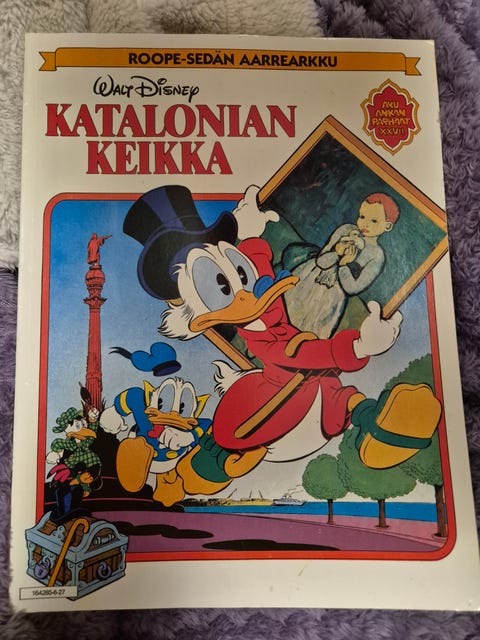 ROOPE-SEDÄN AARREARKKU
WALT DISNEY
KATALONIAN
KEIKKA
AKU
ANKAN
PARHAAT
XXVII
164285-6-27